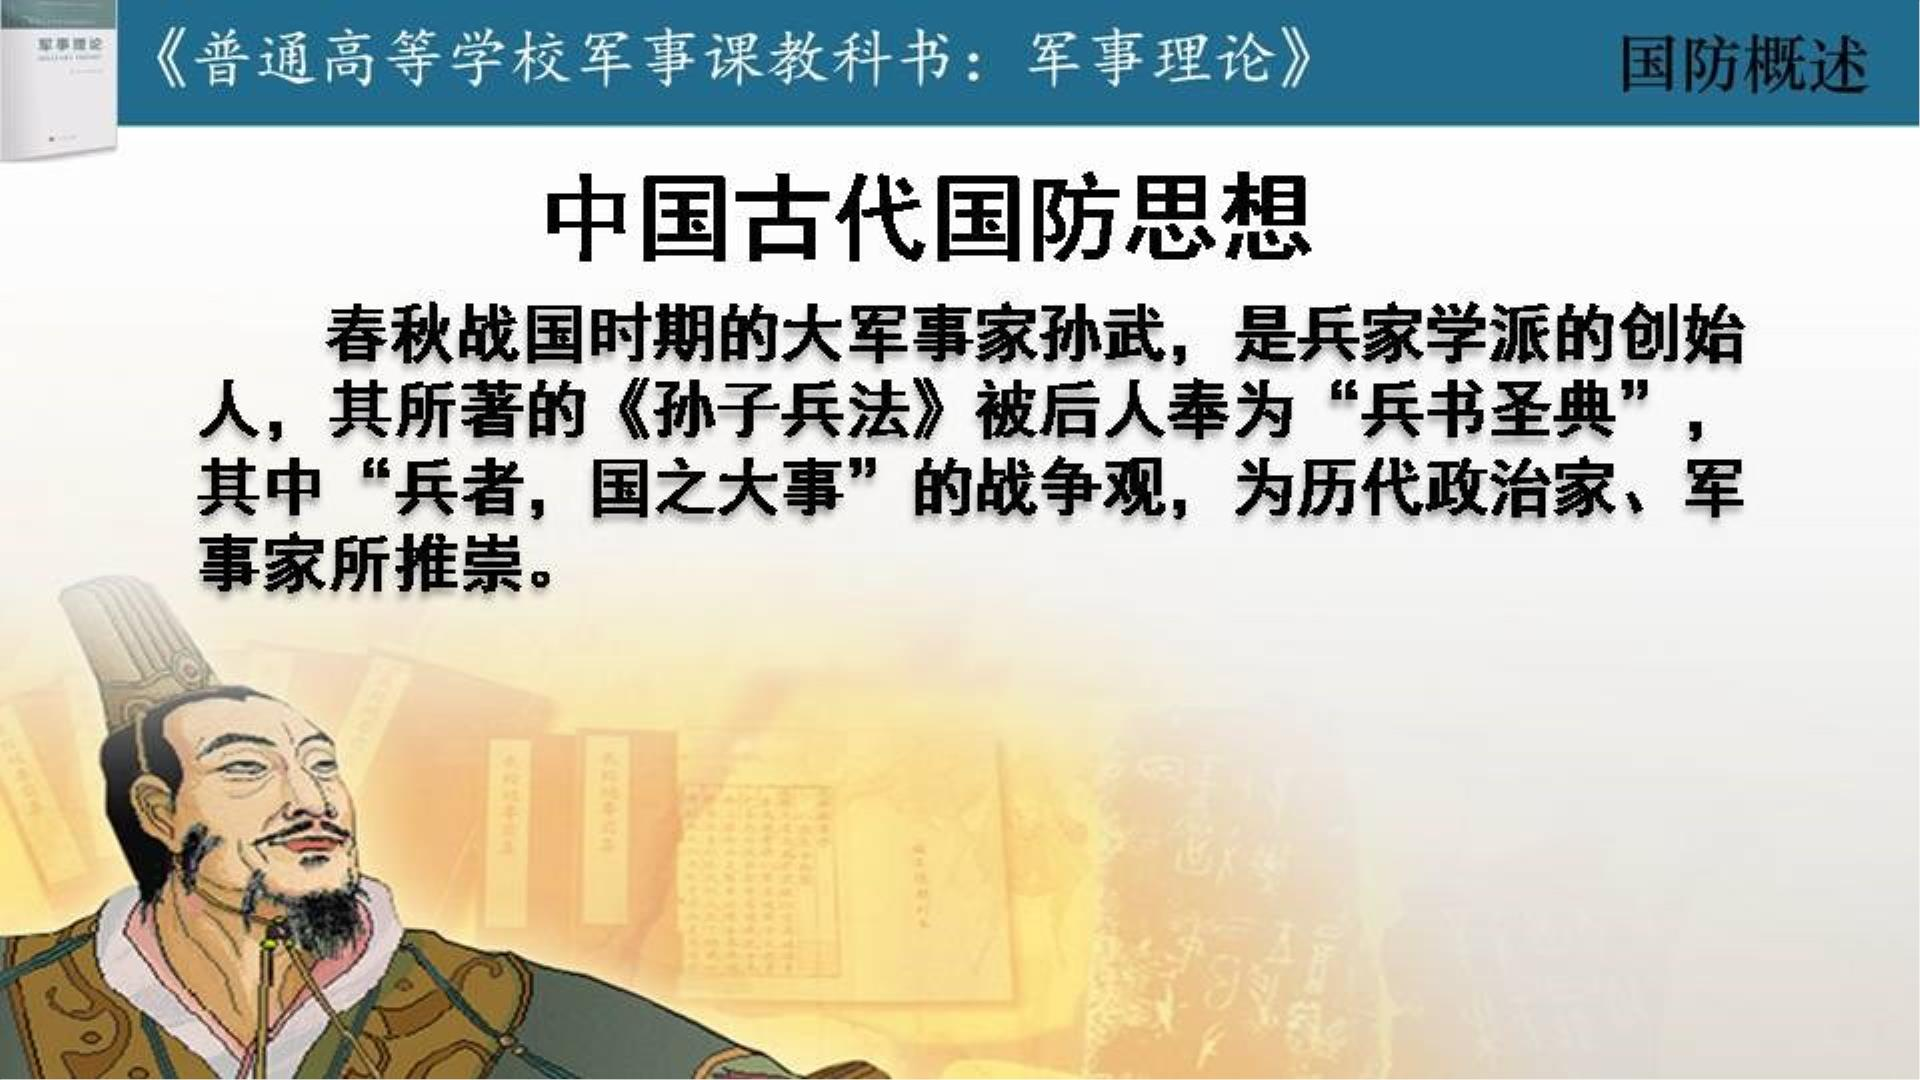 军事理论
《普通高等学校军事课教科书：军事理论》
国防概述
中国古代国防思想
春秋战国时期的大军事家孙武，是兵家学派的创始
人，其所著的《孙子兵法》被后人奉为“兵书圣典”，
其中“兵者，国之大事”的战争观，为历代政治家、军
事家所推崇。